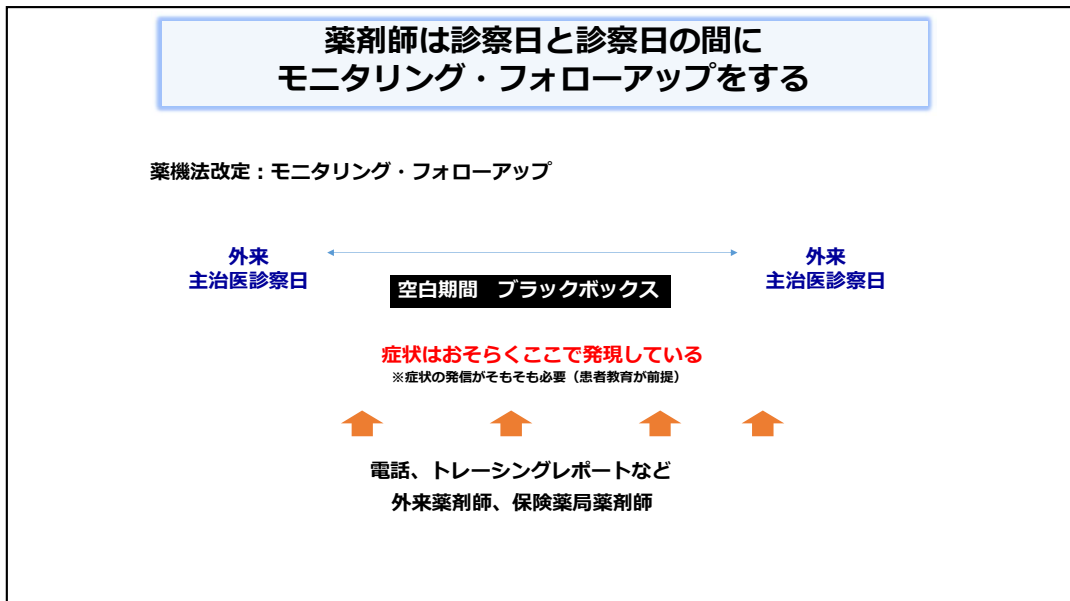 薬剤師は診察日と診察日の間に
モニタリング・フォローアップをする
薬機法改定：モニタリング・フォローアップ
外来
主治医診察日
外来
主治医診察日
空白期間　ブラックボックス
症状はおそらくここで発現している
※症状の発信がそもそも必要（患者教育が前提）
電話、トレーシングレポートなど
外来薬剤師、保険薬局薬剤師